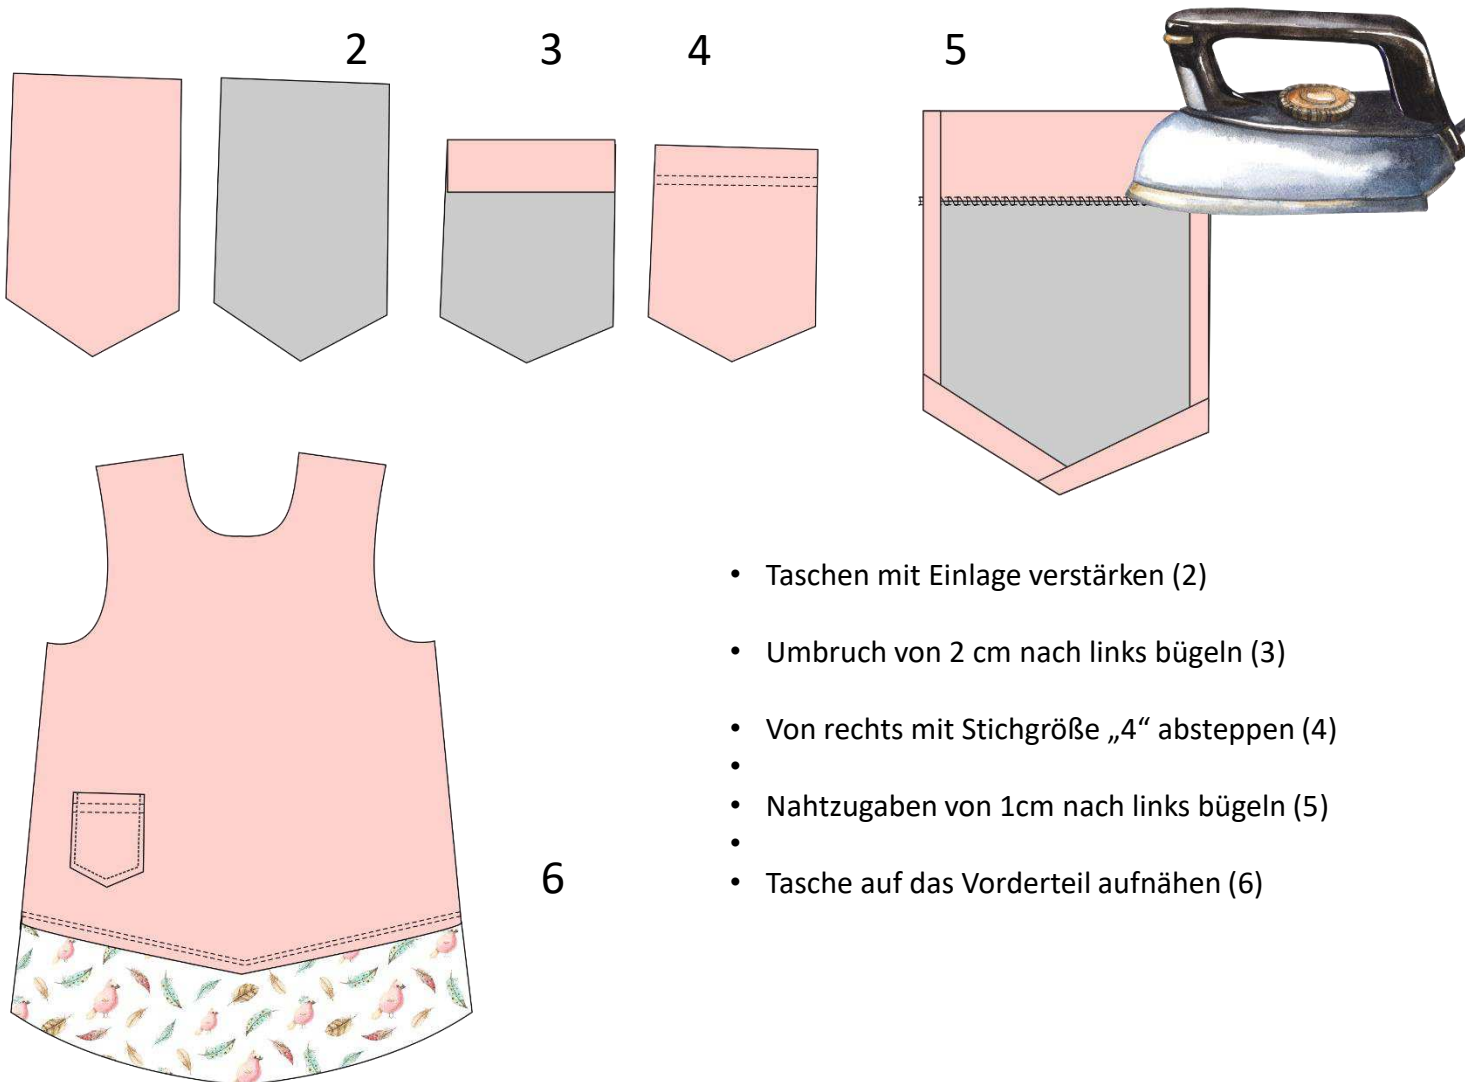 2
3
4
5
• Taschen mit Einlage verstärken (2)
• Umbruch von 2 cm nach links bügeln (3)
• Von rechts mit Stichgröße „4“ absteppen (4)
•
• Nahtzugaben von 1cm nach links bügeln (5)
•
• Tasche auf das Vorderteil aufnähen (6)
6